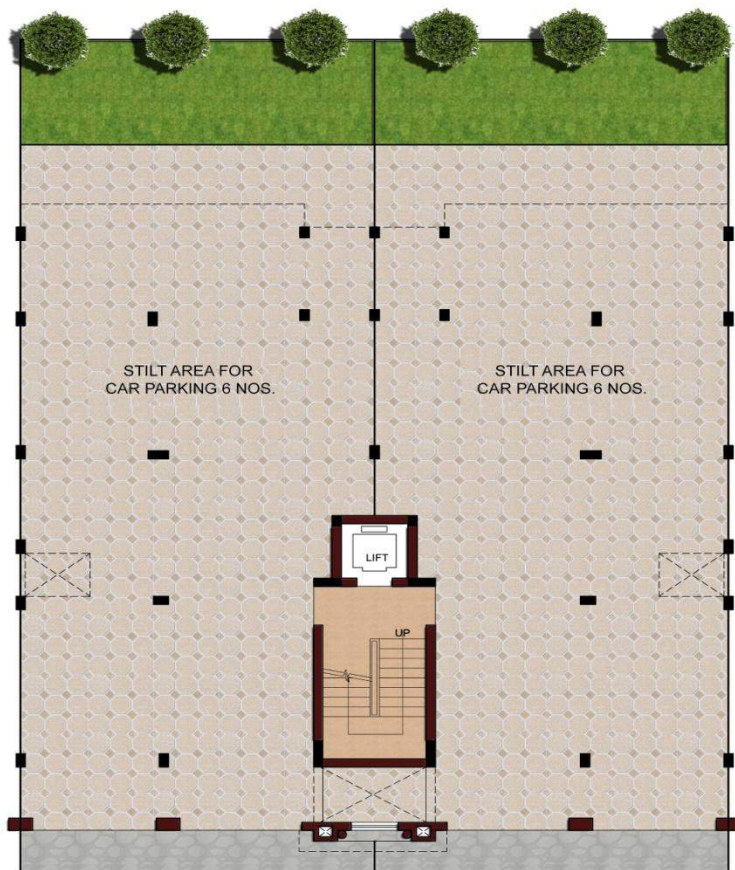 STILT AREA FOR
CAR PARKING 6 NOS.
STILT AREA FOR
CAR PARKING 6 NOS.
LIFT
UP